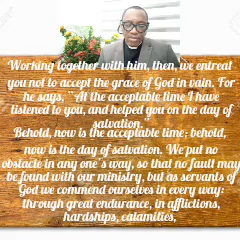 Working together with him, then, we entreat
you not to accept the grace of God in vain. For
he says, "At the acceptable time I have
listened to you, and helped you on the day of
salvation."
Behold, now is the acceptable time; behold,
now is the day of salvation. We put no
obstacle in any one's way, so that no fault may
be found with our ministry, but as servants of
God we commend ourselves in every way:
through great endurance, in afflictions,
hardships, calamities,